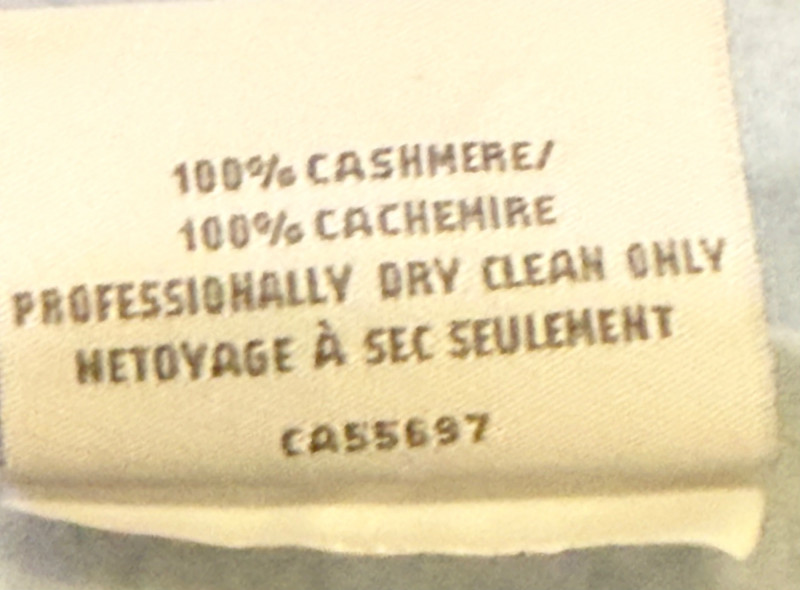 100% CASHMERE/
100% CACHEMIRE
PROFESSIONALLY DRY CLEAN ONLY
NETOYAGE À SEC SEULEMENT
CA55697